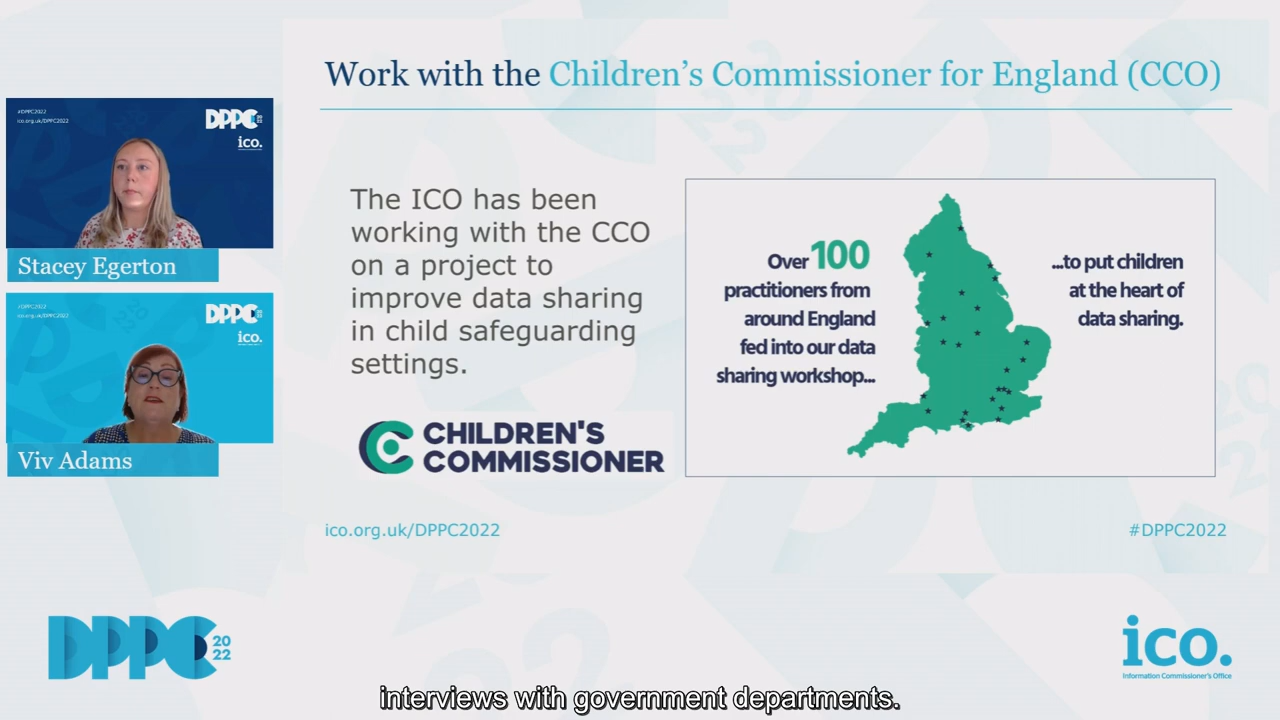 Work with the Children's Commissioner for England (CCO)
#DPPC2022
ico.org.uk/DPPC2022
DPPC 2022
ico.
Stacey Egerton
#DPPC2022
ico.org.uk/DPPC2022
DPPC 2022
ico.
Viv Adams
The ICO has been
working with the CCO
on a project to
improve data sharing
in child safeguarding
settings.
CHILDREN'S
COMMISSIONER
Over 100
practitioners from
around England
fed into our data
sharing workshop...
...to put children
at the heart of
data sharing.
ico.org.uk/DPPC2022
#DPPC2022
DPPC 20
22
ico.
Information Commissioner's Office
interviews with government departments.